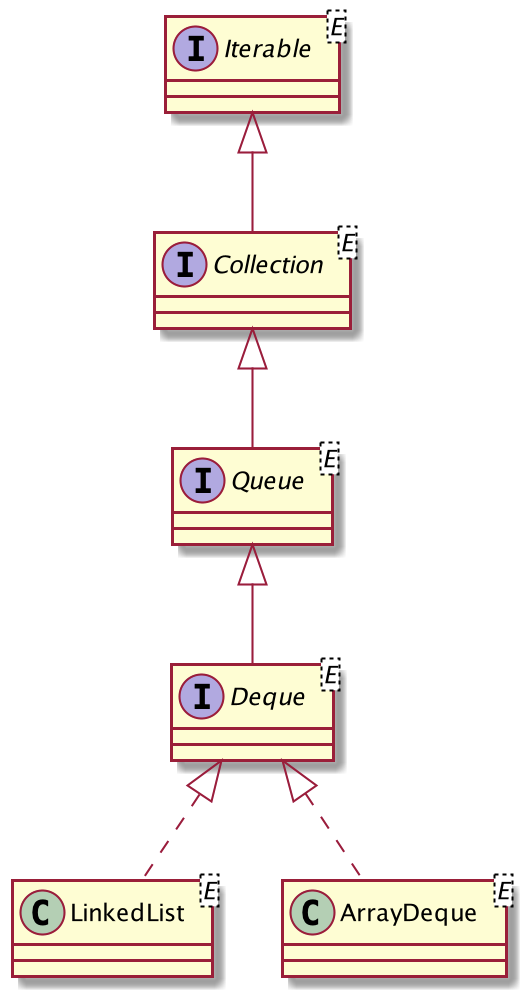 I Iterable E
I Collection E
I Queue E
I Deque E
C LinkedList E
C ArrayDeque E